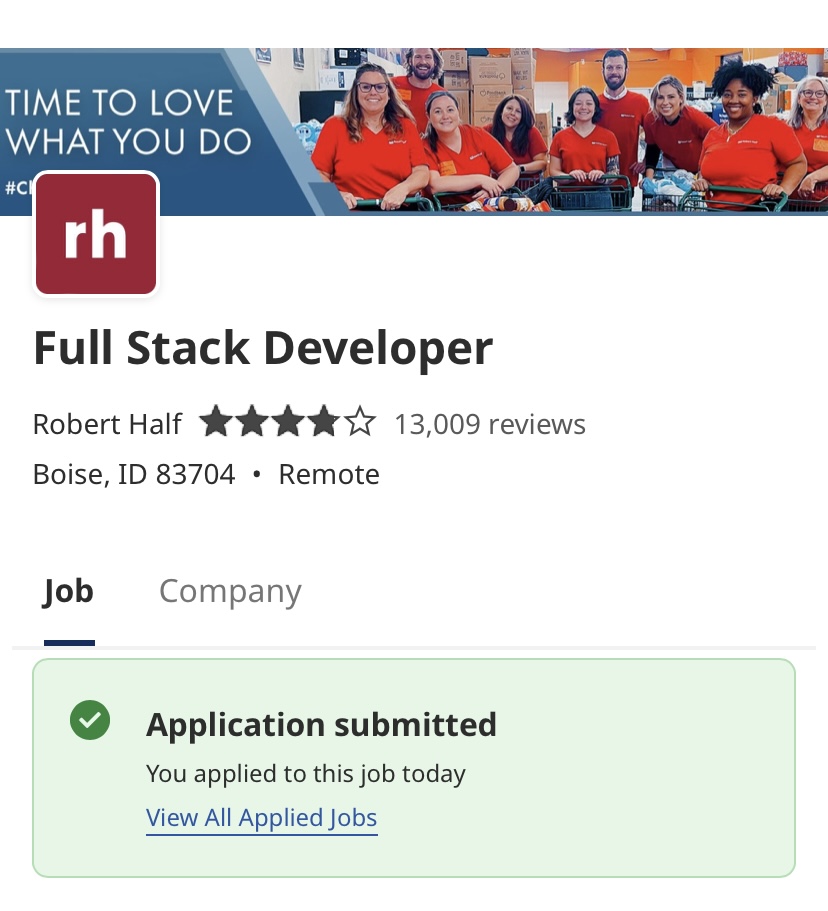 TIME TO LOVE
WHAT YOU DO
rh
Full Stack Developer
Robert Half 13,009 reviews
Boise, ID 83704 • Remote
Job Company
Application submitted
You applied to this job today
View All Applied Jobs